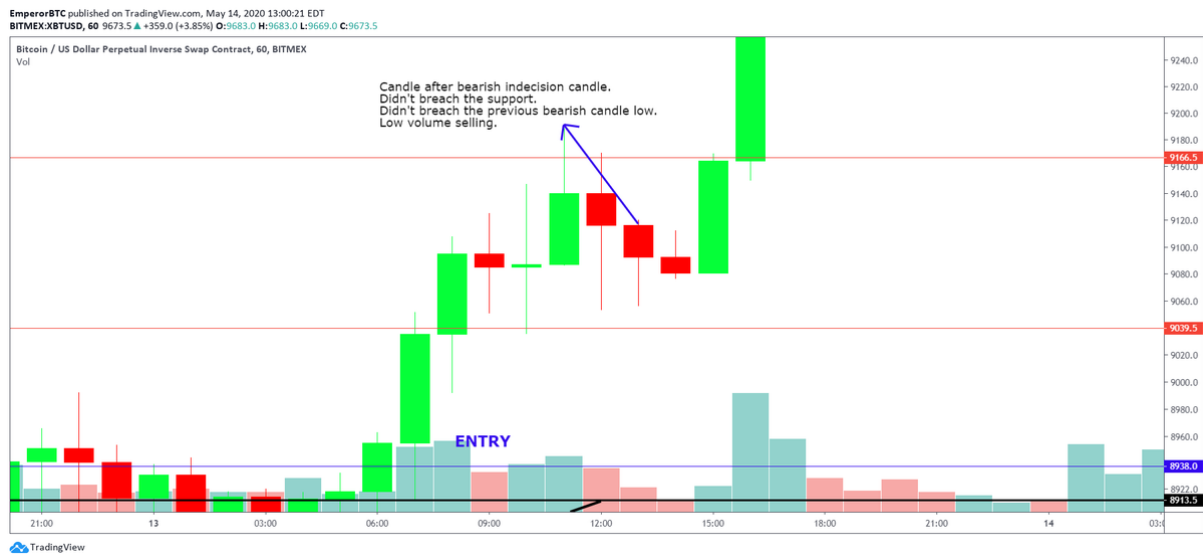 EmperorBTC published on TradingView.com, May 14, 2020 13:00:21 EDT
BITMEX:XBTUSD, 60 9673.5 ▲ +359.0 (+3.85%) O:9683.0 H:9683.0 L:9669.0 C:9673.5
Bitcoin / US Dollar Perpetual Inverse Swap Contract, 60, BITMEX
Vol
Candle after bearish indecision candle.
Didn't breach the support.
Didn't breach the previous bearish candle low.
Low volume selling.
ENTRY
9240.0
9220.0
9200.0
9180.0
9166.5
9160.0
9140.0
9120.0
9100.0
9080.0
9060.0
9039.5
9020.0
9000.0
8980.0
8960.0
8938.0
8922.0
8913.5
21:00 13 03:00 06:00 09:00 12:00 15:00 18:00 21:00 14 03:0
TradingView